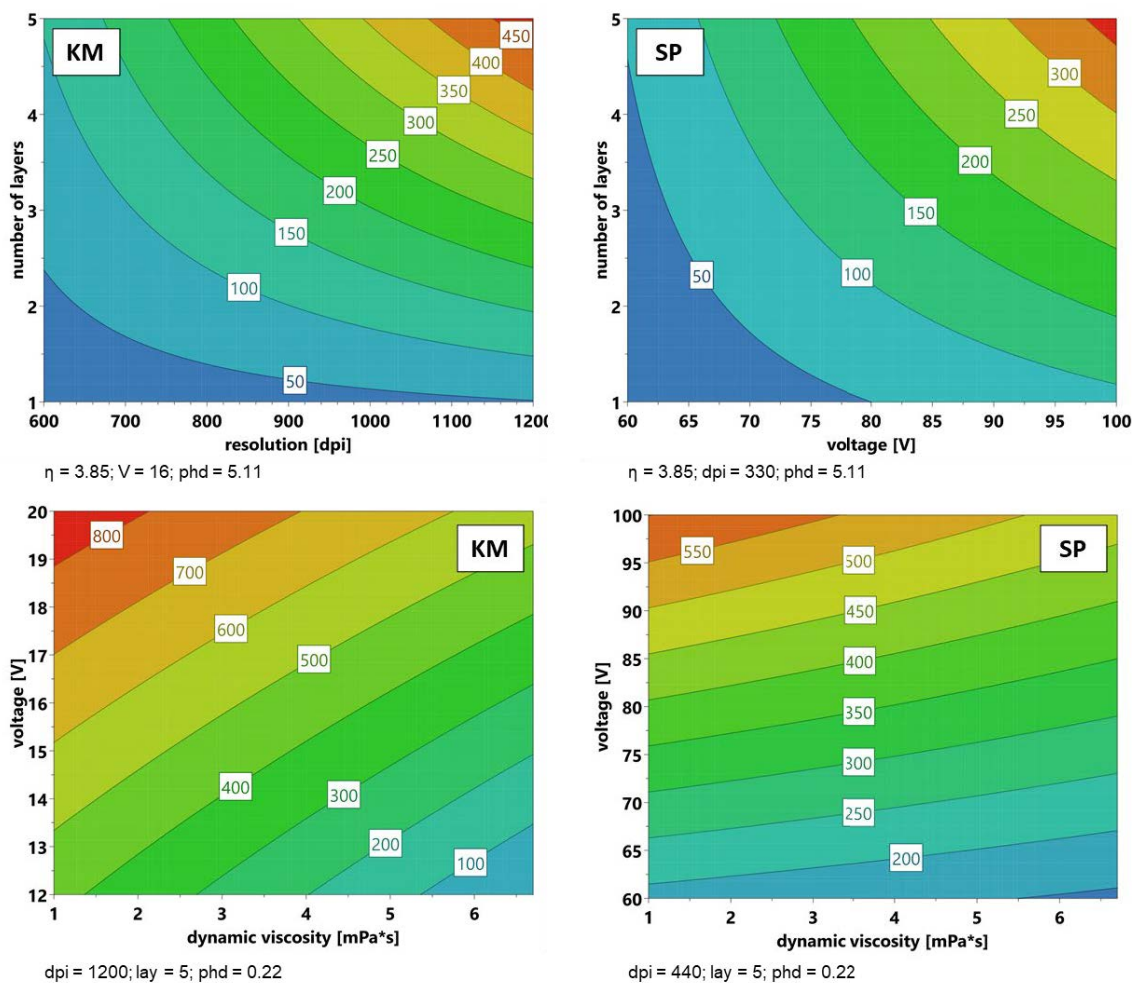 5
4
3
2
1
number of layers
KM
450
400
350
300
250
200
150
100
50
600 700 800 900 1000 1100 1200
resolution [dpi]
η = 3.85; V = 16; phd = 5.11
5
4
3
2
1
number of layers
SP
300
250
200
150
100
50
60 65 70 75 80 85 90 95 100
voltage [V]
η = 3.85; dpi = 330; phd = 5.11
20
19
18
17
16
15
14
13
12
voltage [V]
KM
800
700
600
500
400
300
200
100
1 2 3 4 5 6
dynamic viscosity [mPa*s]
dpi = 1200; lay = 5; phd = 0.22
100
95
90
85
80
75
70
65
60
voltage [V]
SP
550
500
450
400
350
300
250
200
1 2 3 4 5 6
dynamic viscosity [mPa*s]
dpi = 440; lay = 5; phd = 0.22